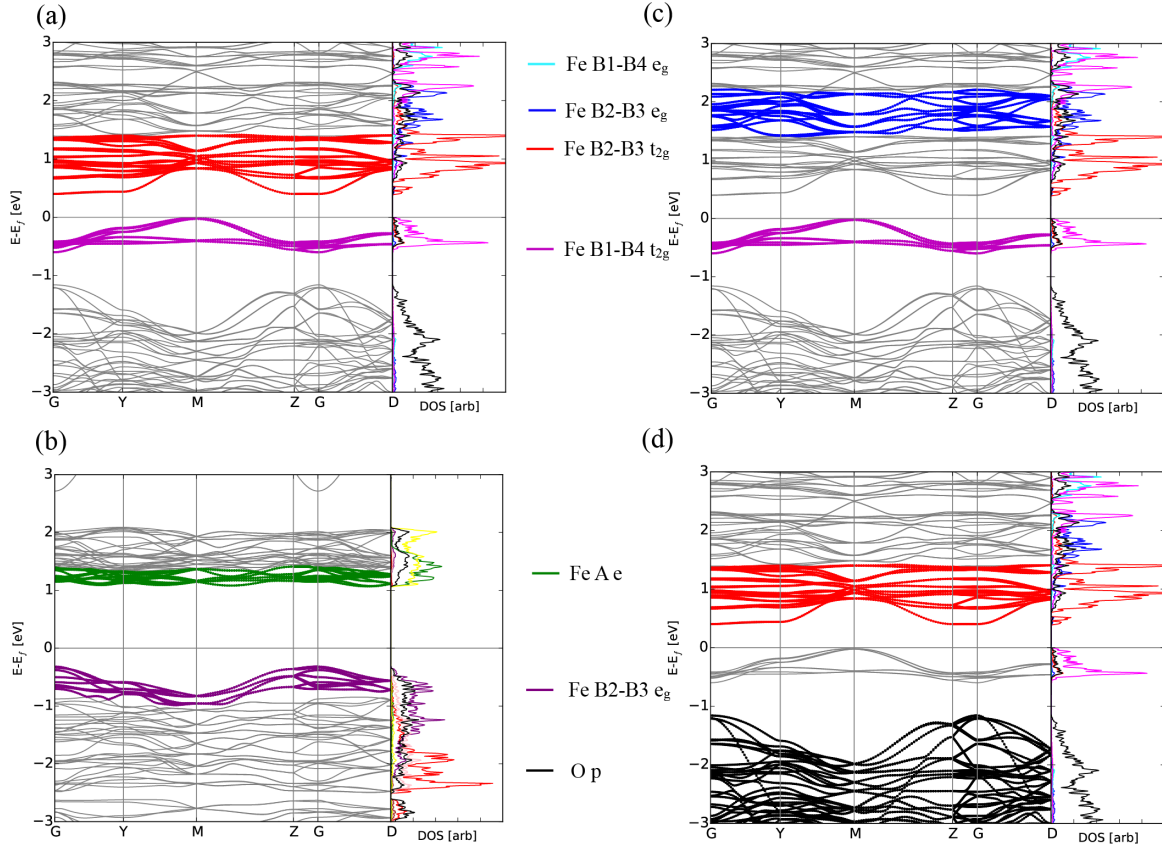 (a)
3
2
1
0
−1
−2
−3
E-E_f [eV]
G Y M Z G D
DOS [arb]
Fe B1-B4 e_g
Fe B2-B3 e_g
Fe B2-B3 t_2g
Fe B1-B4 t_2g
(c)
3
2
1
0
−1
−2
−3
E-E_f [eV]
G Y M Z G D
DOS [arb]
(b)
3
2
1
0
−1
−2
−3
E-E_f [eV]
G Y M Z G D
DOS [arb]
Fe A e
Fe B2-B3 e_g
O p
(d)
3
2
1
0
−1
−2
−3
E-E_f [eV]
G Y M Z G D
DOS [arb]